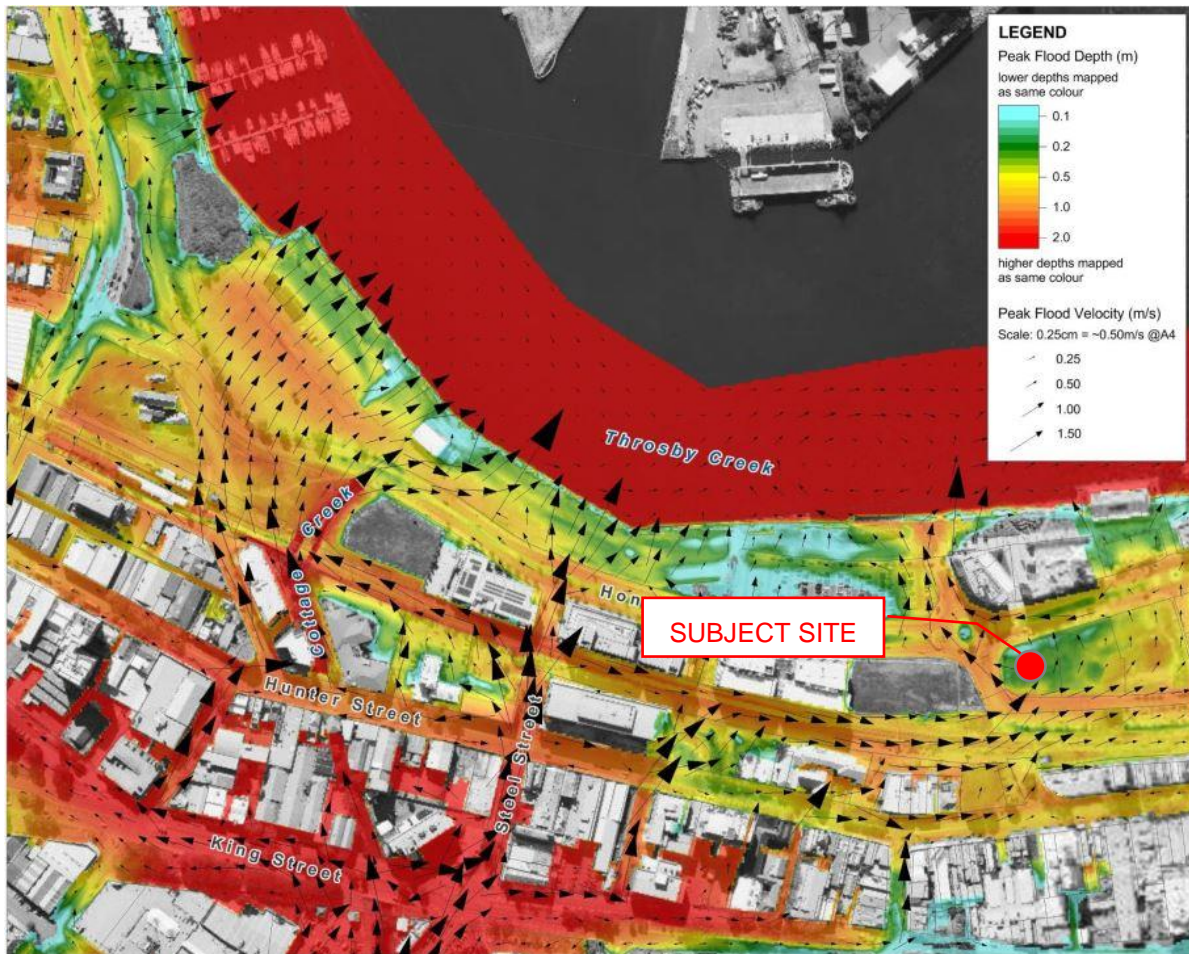 LEGEND
Peak Flood Depth (m)
lower depths mapped
as same colour
0.1
0.2
0.5
1.0
2.0
higher depths mapped
as same colour
Peak Flood Velocity (m/s)
Scale: 0.25cm = ~0.50m/s @A4
0.25
0.50
1.00
1.50
Throsby Creek
Cottage Creek
Hon
SUBJECT SITE
Hunter Street
Steel Street
King Street